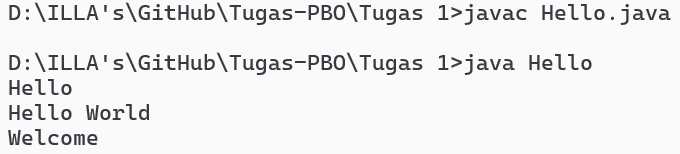 D:\ILLA's\GitHub\Tugas-PBO\Tugas 1>javac Hello.java
D:\ILLA's\GitHub\Tugas-PBO\Tugas 1>java Hello
Hello
Hello World
Welcome